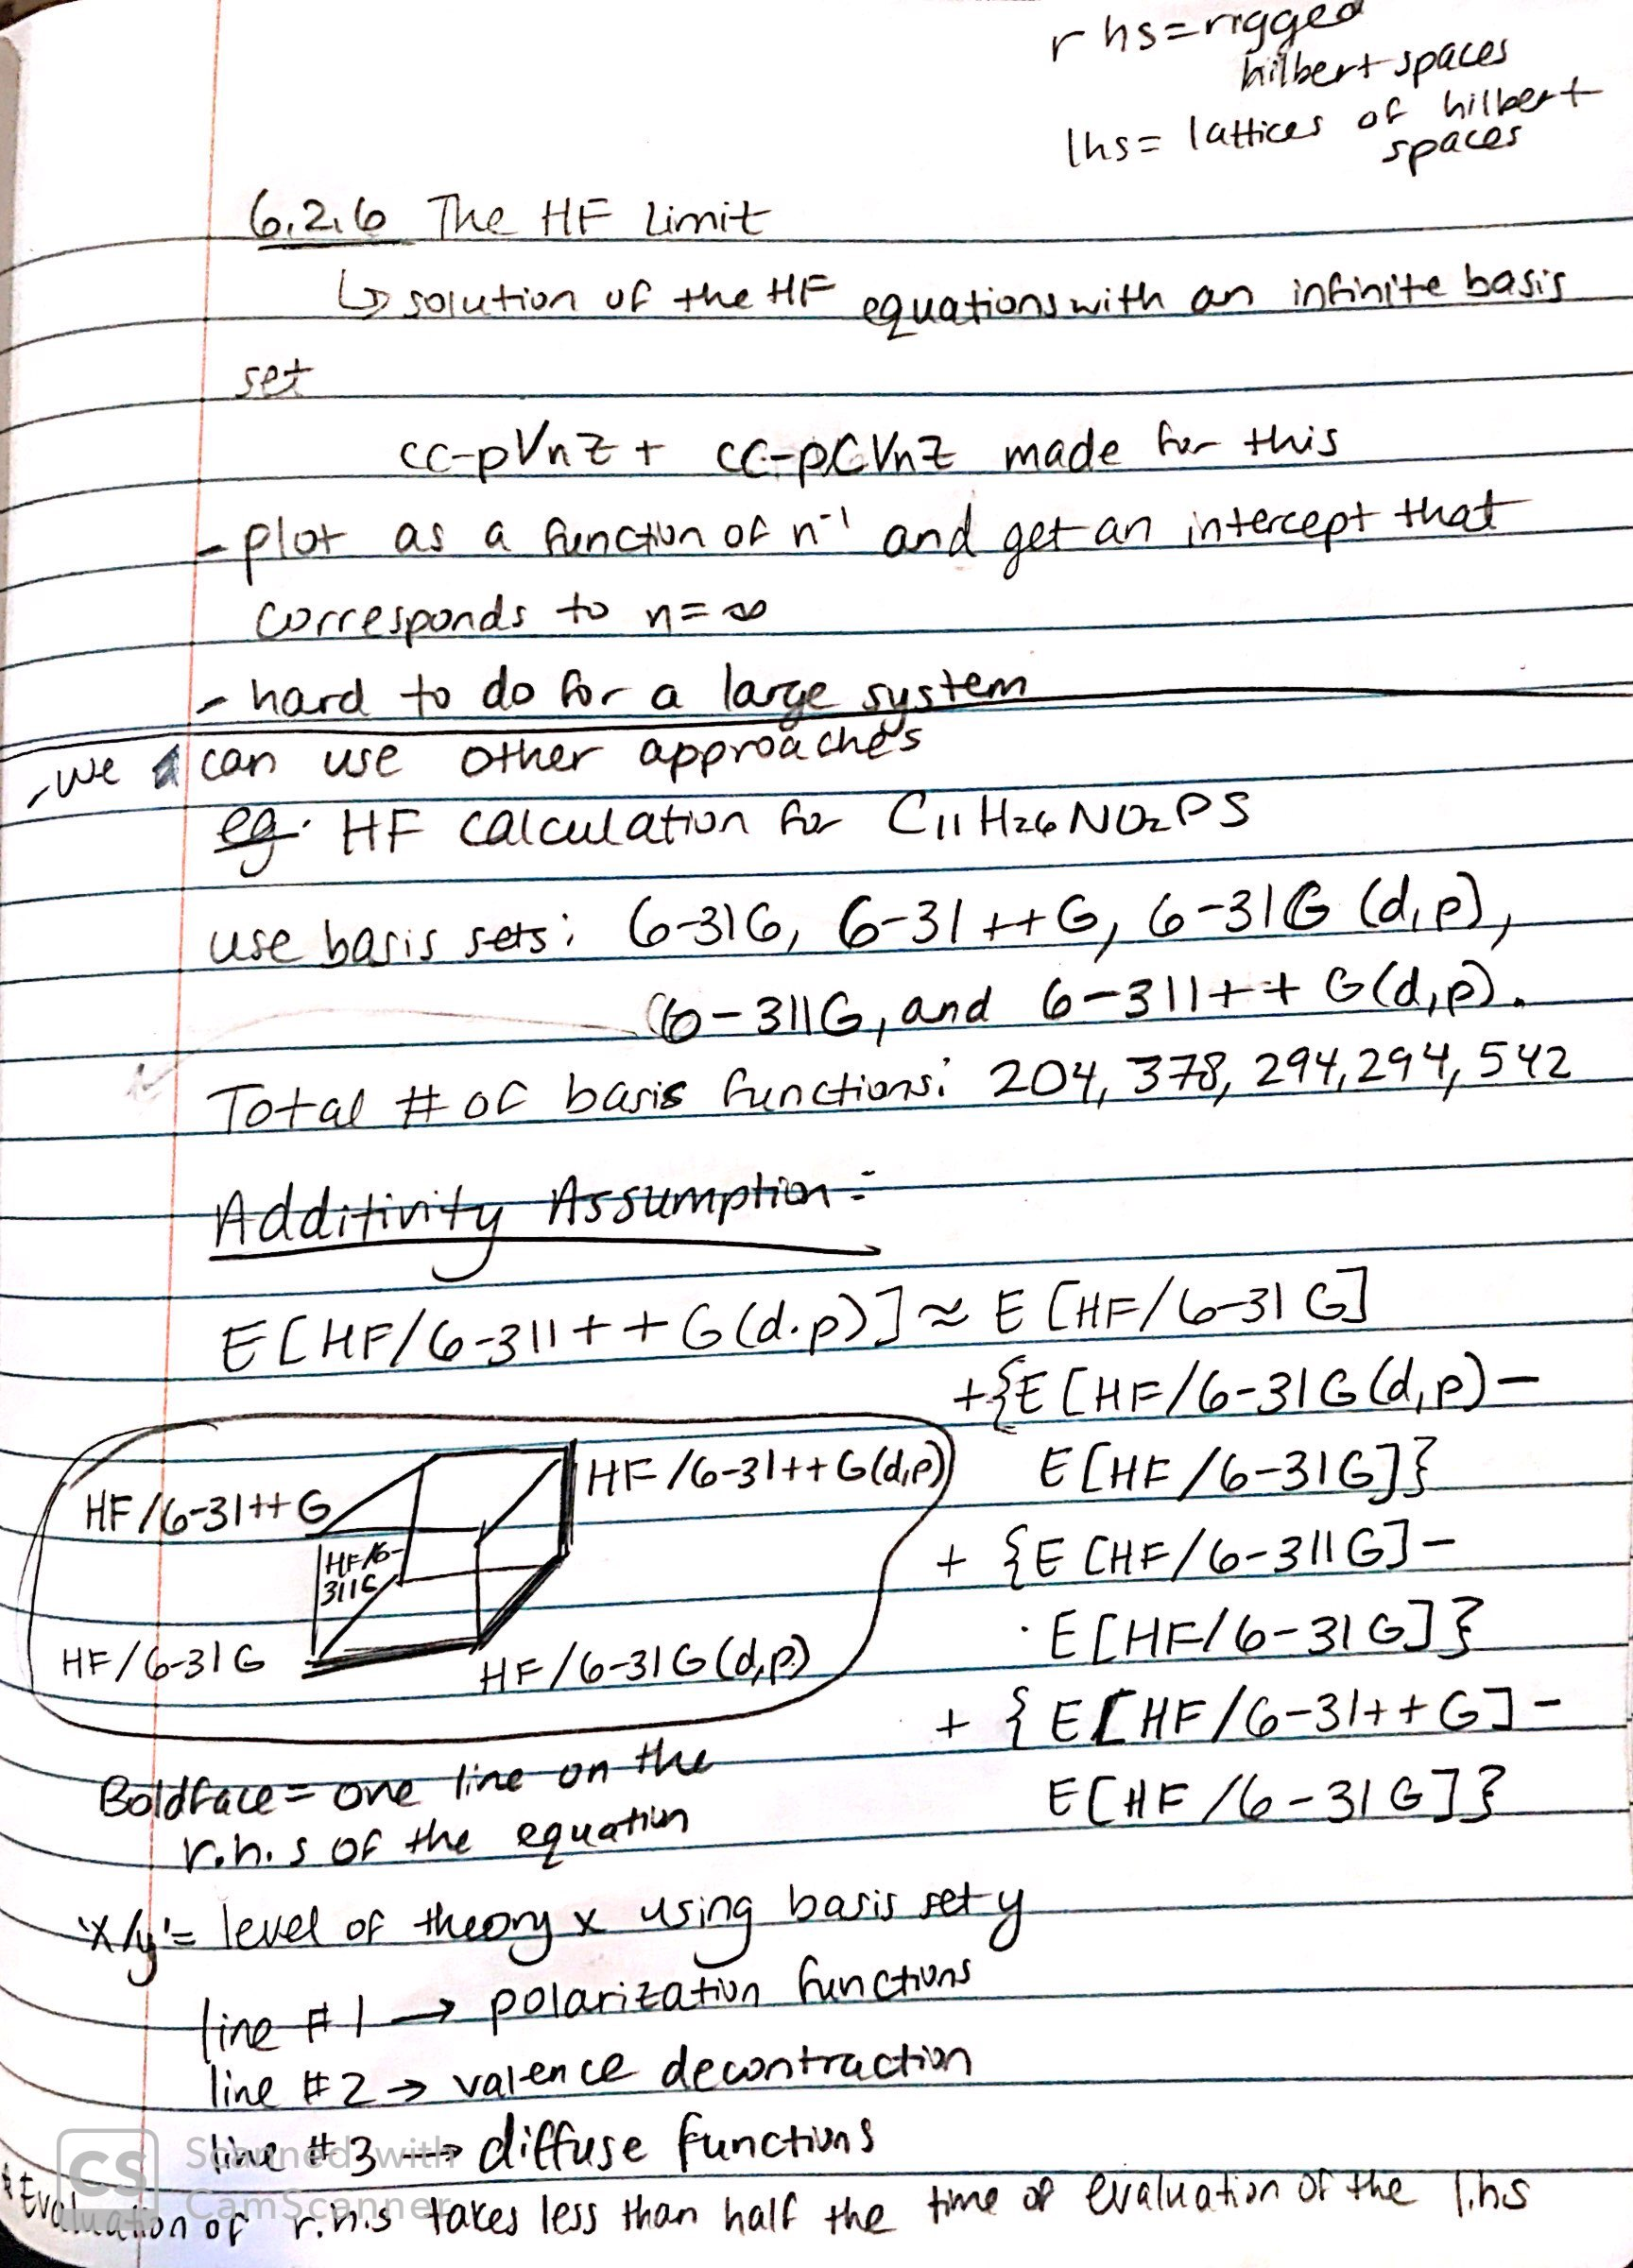 rhs=rigged
hilbert spaces
lhs= lattices of hilbert
spaces
6.2.6 The HF Limit
↳ solution of the HF equations with an infinite basis
set
cc-pVnZ + cc-pCVnZ made for this
- plot as a function of n⁻¹ and get an intercept that
corresponds to n=∞
- hard to do for a large system
- we can use other approaches
eg. HF calculation for C₁₁H₂₆NO₂PS
use basis sets: 6-31G, 6-31++G, 6-31G (d,p),
6-311G, and 6-311++G(d,p).
Total # of basis functions: 204, 378, 294, 294, 542
Additivity Assumption:
E[HF/6-311++G(d.p)] ≈ E[HF/6-31G]
+{E[HF/6-31G(d,p)-
E[HF/6-31G]}
+ {E[HF/6-311G]-
E[HF/6-31G]}
+ {E[HF/6-31++G]-
E[HF/6-31G]}
HF/6-31++G
HF/6-31++G(d,p)
HF/6-
311G
HF/6-31G
HF/6-31G(d,p)
Boldface = one line on the
r.h.s of the equation
'x/y' = level of theory x using basis set y
line #1 → polarization functions
line #2 → valence decontraction
line #3 → diffuse functions
*Evaluation of r.h.s takes less than half the time of evaluation of the l.hs
CS Scanned with
CamScanner